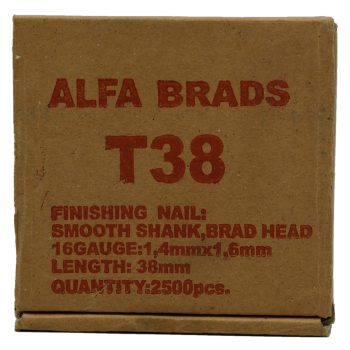 ALFA BRADS
T38
FINISHING NAIL:
SMOOTH SHANK,BRAD HEAD
16GAUGE:1,4mmx1,6mm
LENGTH: 38mm
QUANTITY:2500pcs.